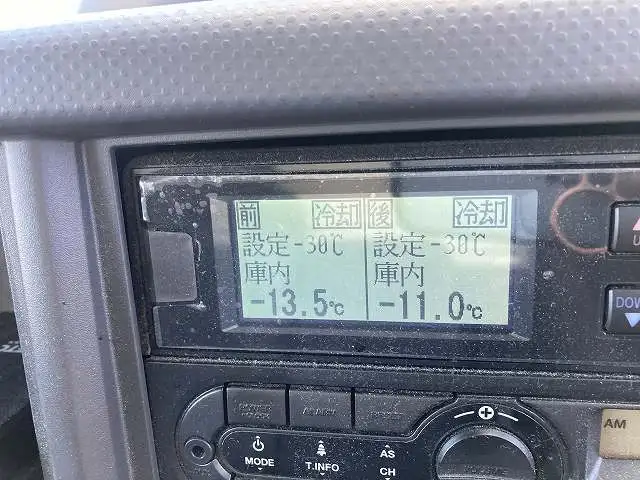 前 冷却 後 冷却
設定-30℃ 設定-30℃
庫内 庫内
-13.5℃ -11.0℃
DOW
AM
MODE T.INFO AS
CH